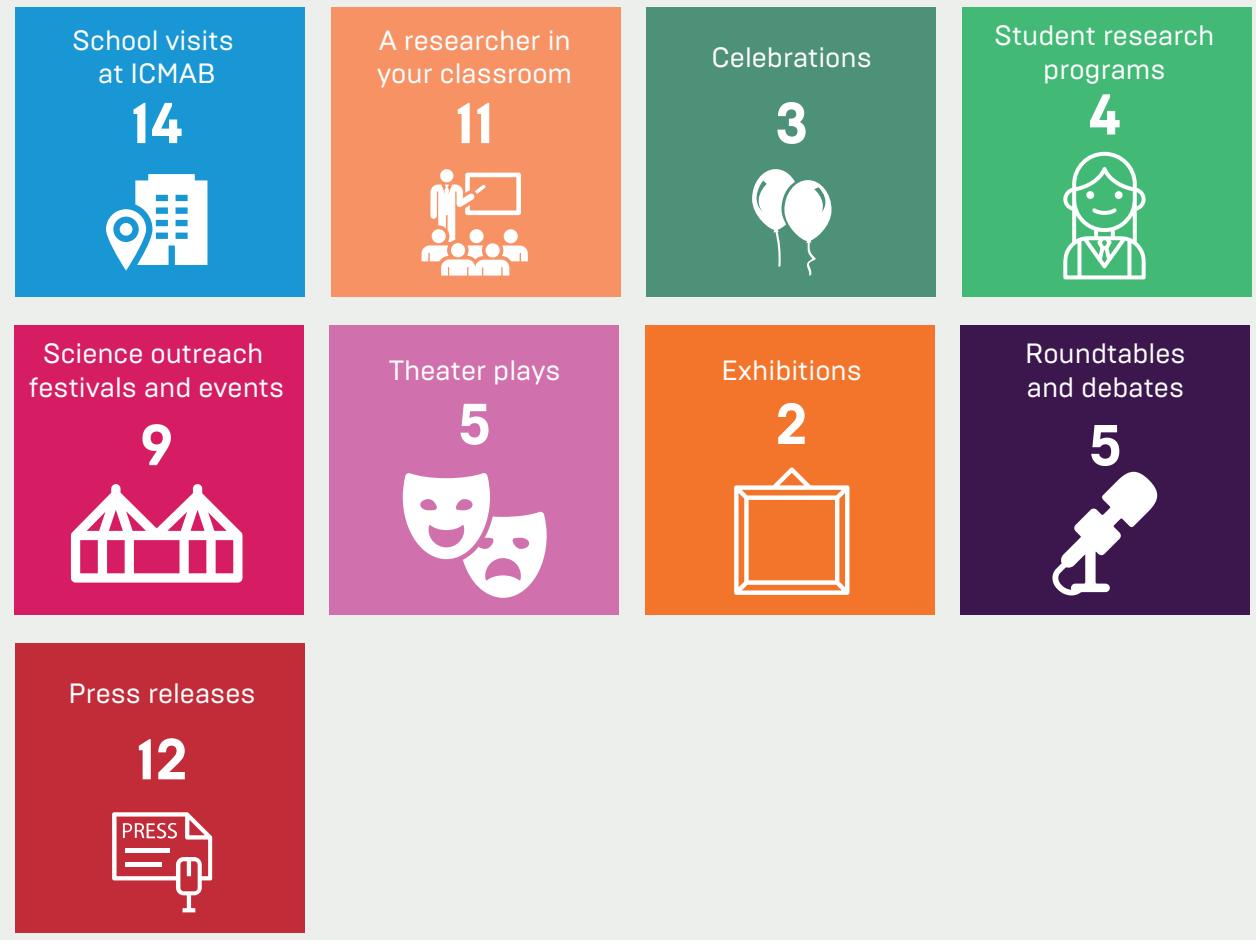 School visits
at ICMAB
14
A researcher in
your classroom
11
Celebrations
3
Student research
programs
4
Science outreach
festivals and events
9
Theater plays
5
Exhibitions
2
Roundtables
and debates
5
Press releases
12
PRESS